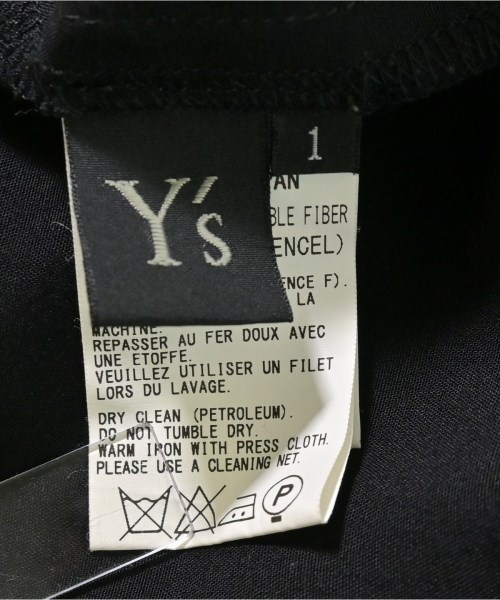 Y's
1
AN
BLE FIBER
ENCEL)
ENCE F).
LA
MACHINE.
REPASSER AU FER DOUX AVEC
UNE ETOFFE.
VEUILLEZ UTILISER UN FILET
LORS DU LAVAGE.
DRY CLEAN (PETROLEUM).
DO NOT TUMBLE DRY.
WARM IRON WITH PRESS CLOTH.
PLEASE USE A CLEANING NET.
P